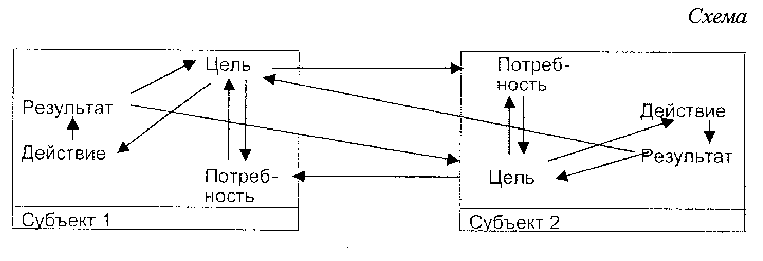 Схема
Цель
Результат
Действие
Потреб-
ность
Субъект 1
Потреб-
ность
Действие
Результат
Цель
Субъект 2